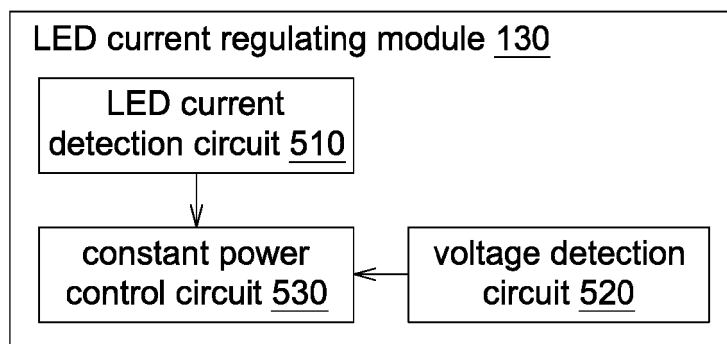 LED current regulating module 130
LED current
detection circuit 510
constant power
control circuit 530
voltage detection
circuit 520